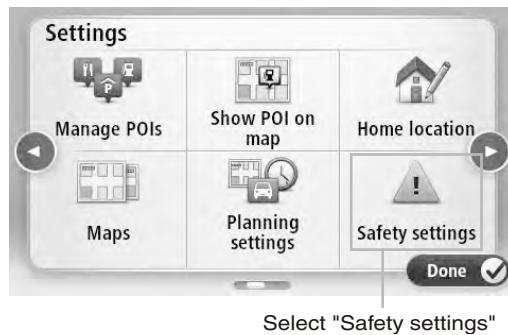 Settings
Manage POIs
Show POI on
map
Home location
Maps
Planning
settings
Safety settings
Done
Select "Safety settings"